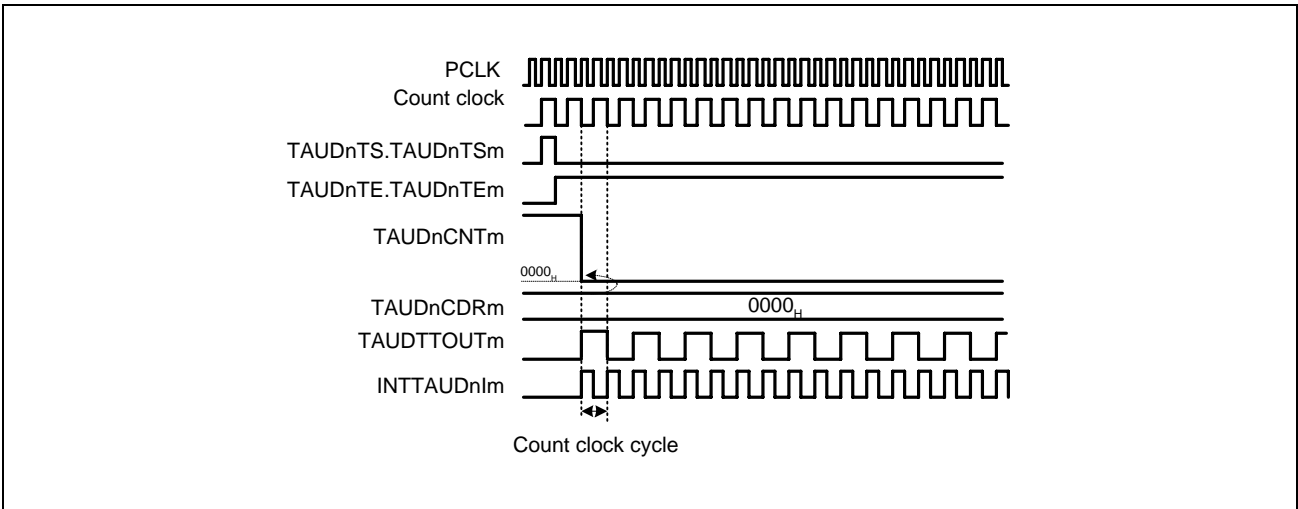 PCLK
Count clock
TAUDnTS.TAUDnTSm
TAUDnTE.TAUDnTEm
TAUDnCNTm
0000H
TAUDnCDRm
0000H
TAUDTTOUTm
INTTAUDnIm
Count clock cycle